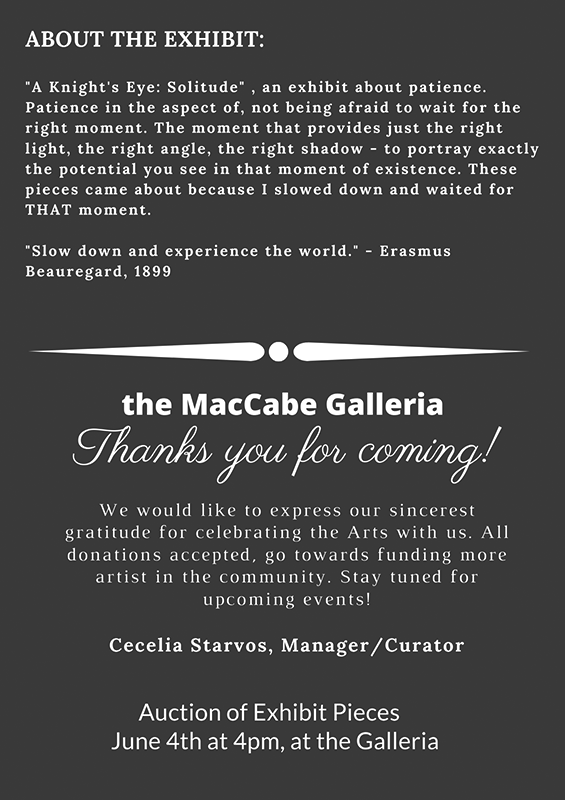 ABOUT THE EXHIBIT:
"A Knight's Eye: Solitude" , an exhibit about patience.
Patience in the aspect of, not being afraid to wait for the
right moment. The moment that provides just the right
light, the right angle, the right shadow - to portray exactly
the potential you see in that moment of existence. These
pieces came about because I slowed down and waited for
THAT moment.
"Slow down and experience the world." - Erasmus
Beauregard, 1899
the MacCabe Galleria
Thanks you for coming!
We would like to express our sincerest
gratitude for celebrating the Arts with us. All
donations accepted, go towards funding more
artist in the community. Stay tuned for
upcoming events!
Cecelia Starvos, Manager/Curator
Auction of Exhibit Pieces
June 4th at 4pm, at the Galleria